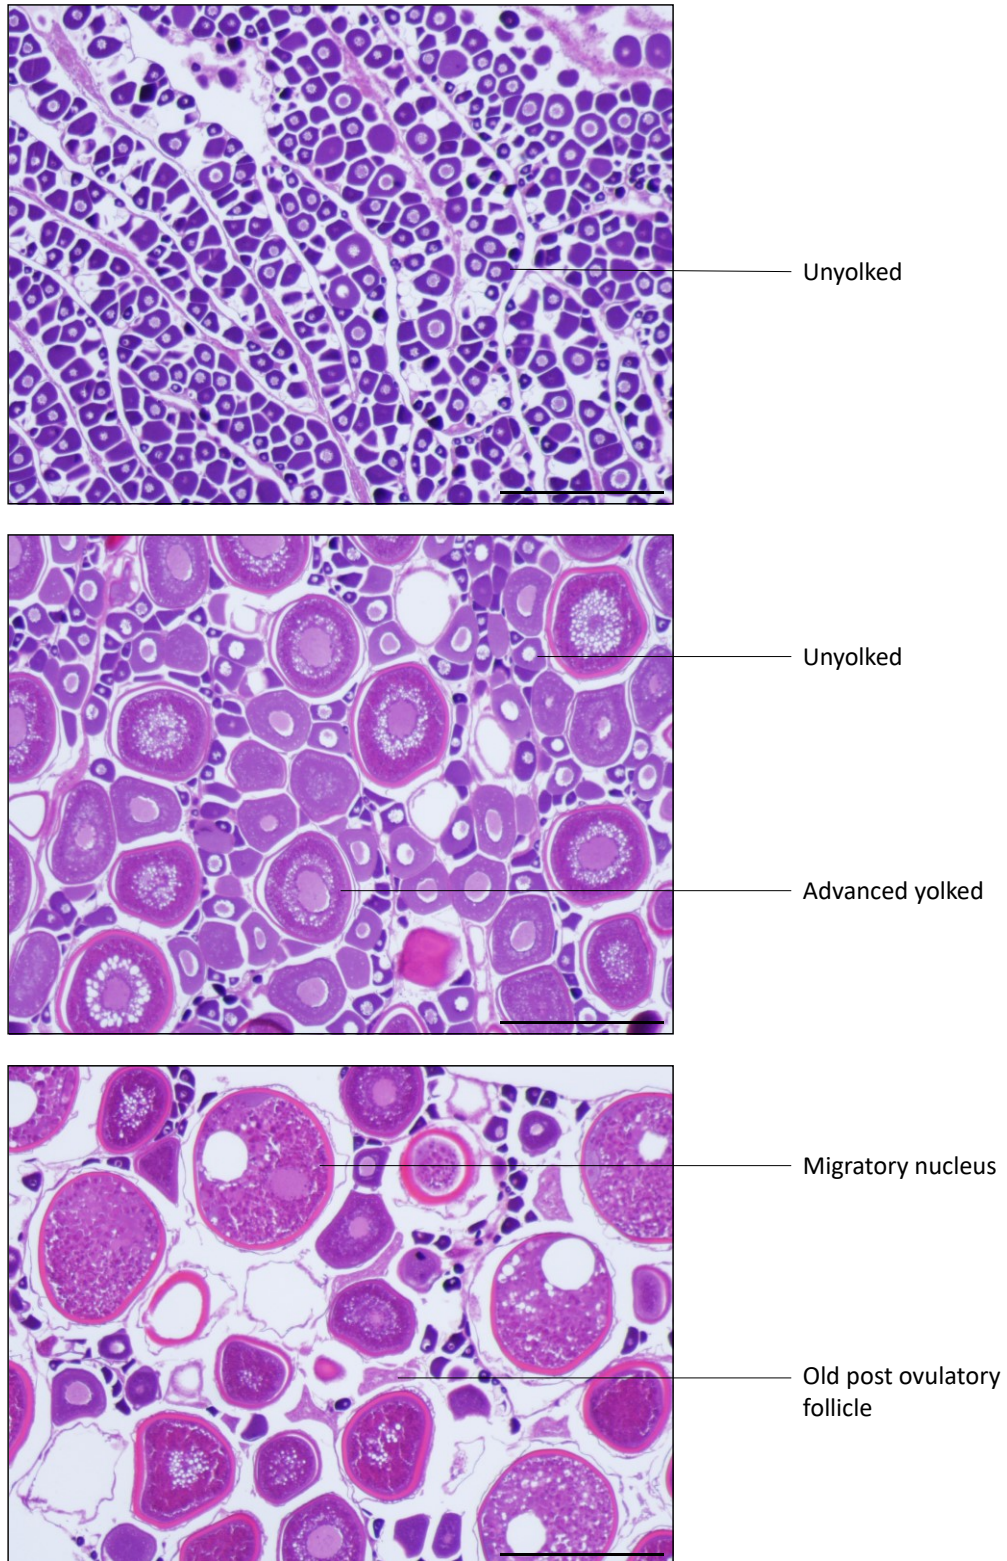 Unyolked
Unyolked
Advanced yolked
Migratory nucleus
Old post ovulatory
follicle